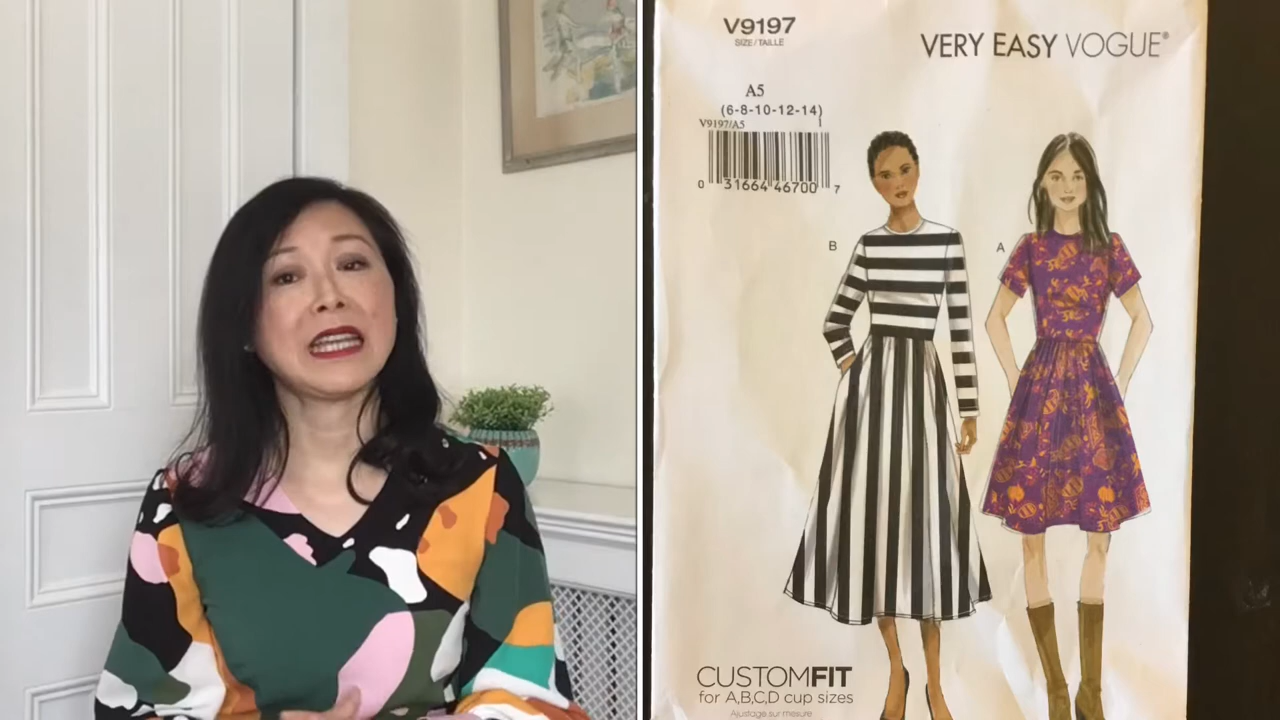 V9197
SIZE/TAILLE
VERY EASY VOGUE®
A5
(6-8-10-12-14)
V9197/A5 1
0 31664 46700 7
B
A
CUSTOMFIT
for A,B,C,D cup sizes
Ajustage sur mesure